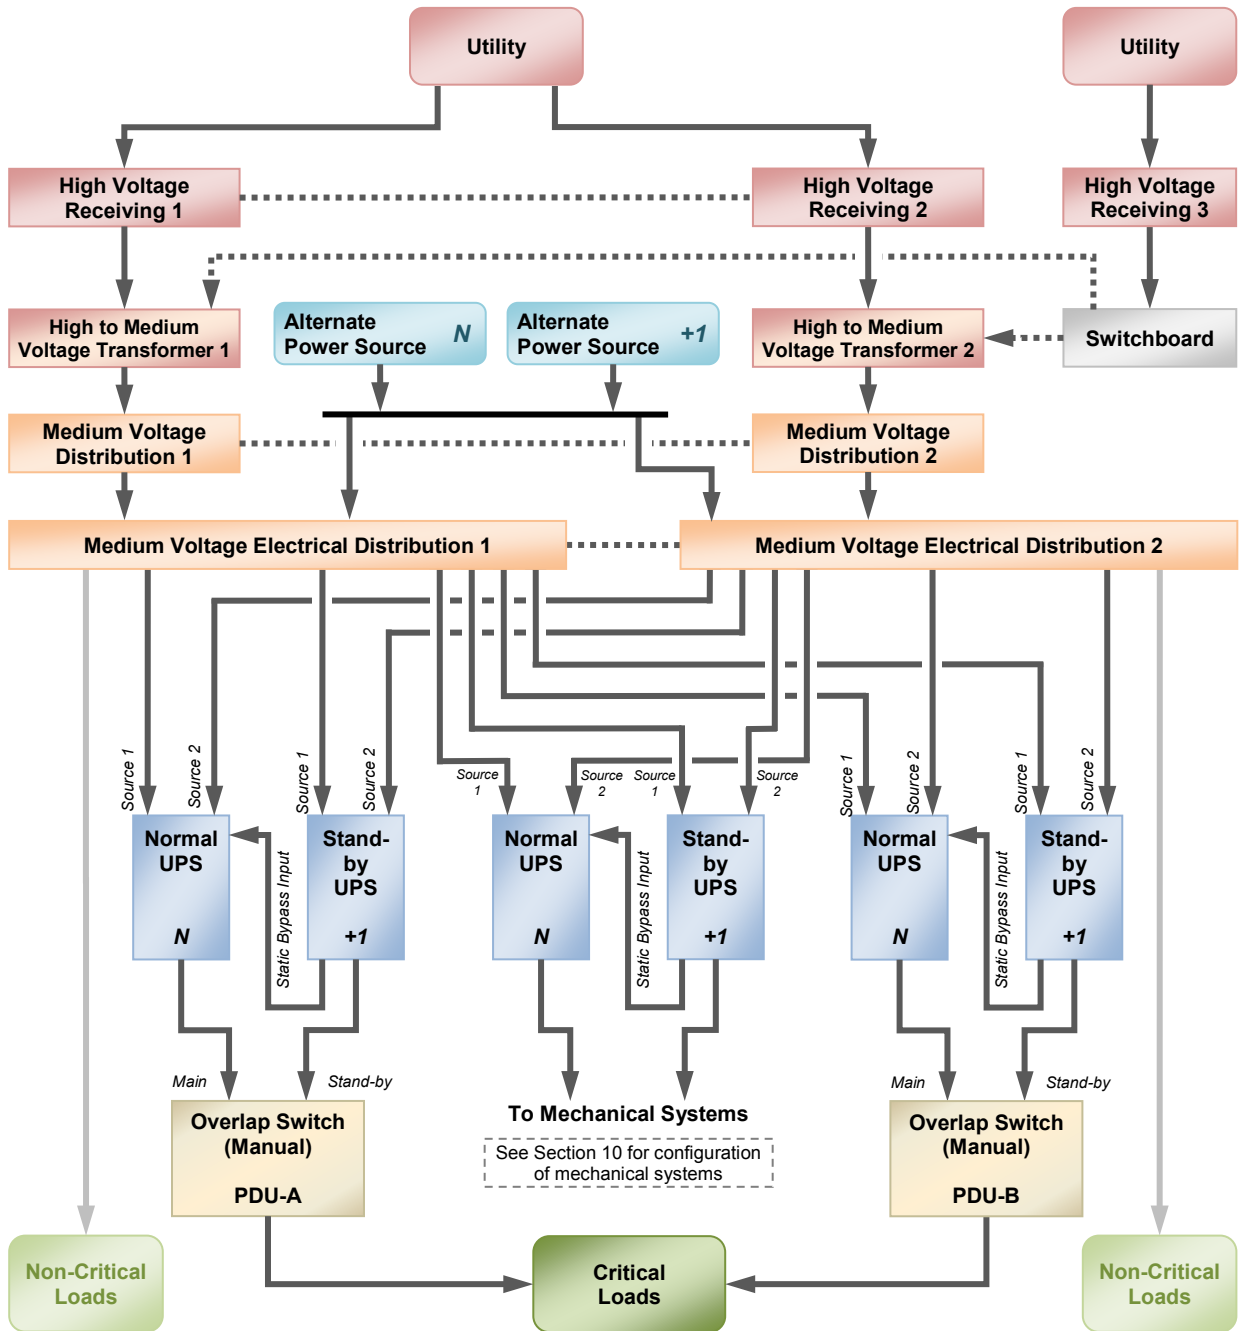 Utility
Utility
High Voltage
Receiving 1
High Voltage
Receiving 2
High Voltage
Receiving 3
High to Medium
Voltage Transformer 1
Alternate
Power Source
N
Alternate
Power Source
+1
High to Medium
Voltage Transformer 2
Switchboard
Medium Voltage
Distribution 1
Medium Voltage
Distribution 2
Medium Voltage Electrical Distribution 1
Medium Voltage Electrical Distribution 2
Source 1
Source 2
Source 1
Source 2
Source
1
Source
2
Source
1
Source
2
Source 1
Source 2
Source 1
Source 2
Normal
UPS
N
Static Bypass Input
Stand-
by
UPS
+1
Normal
UPS
N
Static Bypass Input
Stand-
by
UPS
+1
Normal
UPS
N
Static Bypass Input
Stand-
by
UPS
+1
Main
Stand-by
Main
Stand-by
Overlap Switch
(Manual)
PDU-A
To Mechanical Systems
See Section 10 for configuration
of mechanical systems
Overlap Switch
(Manual)
PDU-B
Non-Critical
Loads
Critical
Loads
Non-Critical
Loads